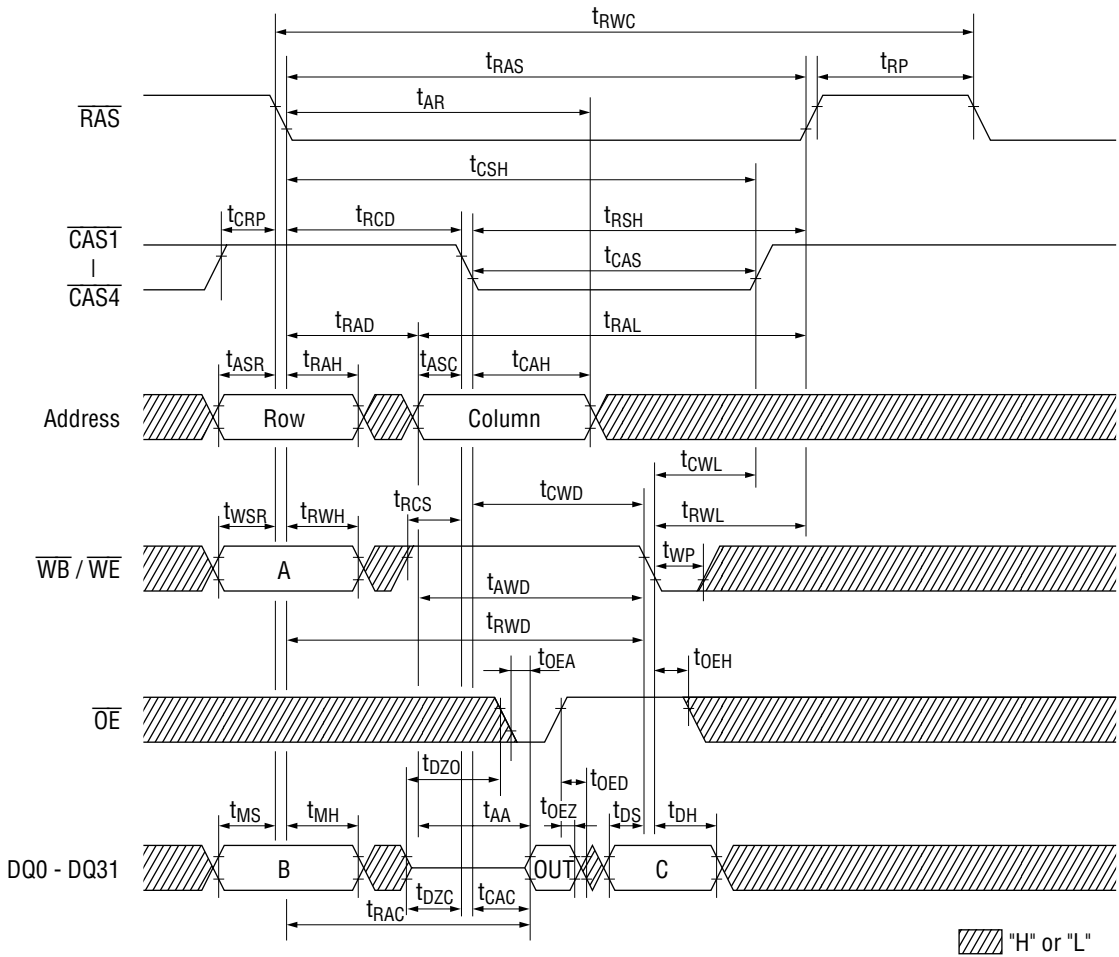 tRWC
tRAS
tRP
tAR
RAS
tCSH
tCRP
tRCD
tRSH
CAS1
|
CAS4
tCAS
tRAD
tRAL
tASR
tRAH
tASC
tCAH
Address
Row
Column
tCWL
tRCS
tCWD
tWSR
tRWH
tRWL
WB / WE
A
tWP
tAWD
tRWD
tOEA
tOEH
OE
tDZO
tOED
tMS
tMH
tAA
tOEZ
tDS
tDH
DQ0 - DQ31
B
OUT
C
tDZC
tCAC
tRAC
"H" or "L"